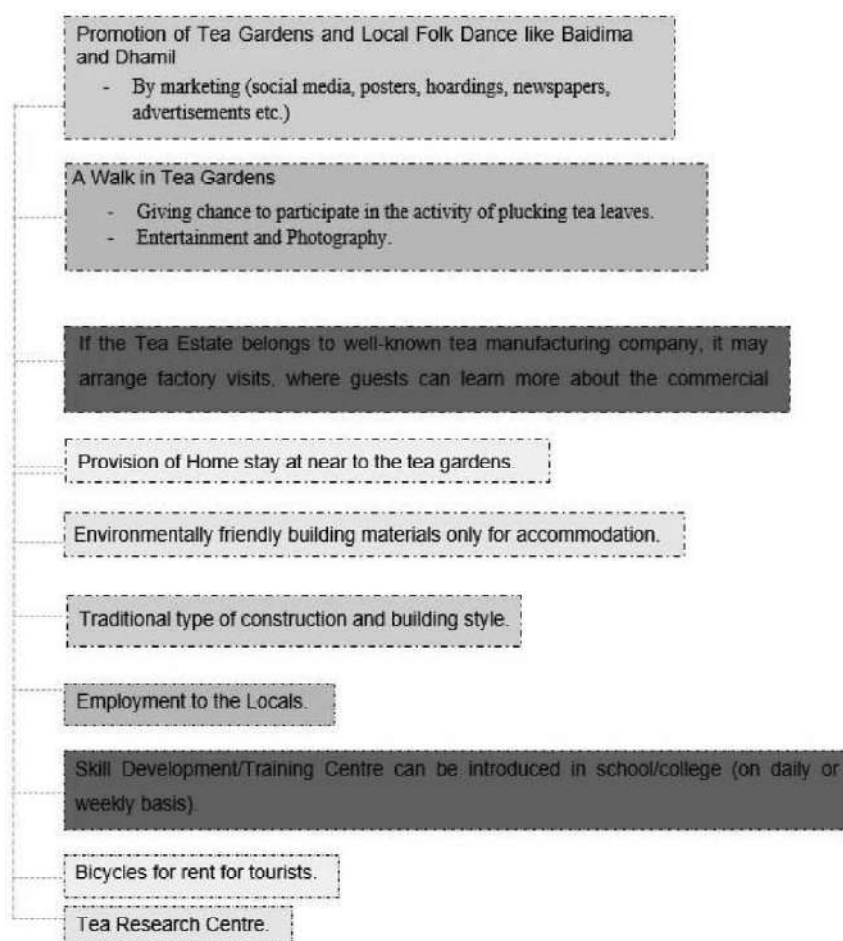 Promotion of Tea Gardens and Local Folk Dance like Baidima
and Dhamil
- By marketing (social media, posters, hoardings, newspapers,
advertisements etc.)
A Walk in Tea Gardens
- Giving chance to participate in the activity of plucking tea leaves.
- Entertainment and Photography.
If the Tea Estate belongs to well-known tea manufacturing company, it may
arrange factory visits, where guests can learn more about the commercial
Provision of Home stay at near to the tea gardens.
Environmentally friendly building materials only for accommodation.
Traditional type of construction and building style.
Employment to the Locals.
Skill Development/Training Centre can be introduced in school/college (on daily or
weekly basis).
Bicycles for rent for tourists.
Tea Research Centre.